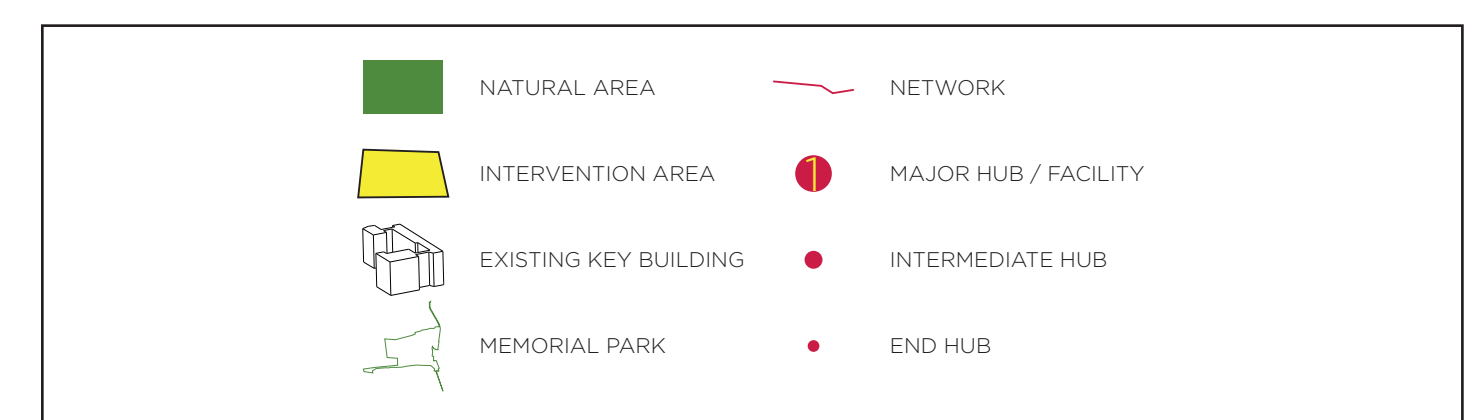 NATURAL AREA
NETWORK
INTERVENTION AREA
1
MAJOR HUB / FACILITY
EXISTING KEY BUILDING
INTERMEDIATE HUB
MEMORIAL PARK
END HUB